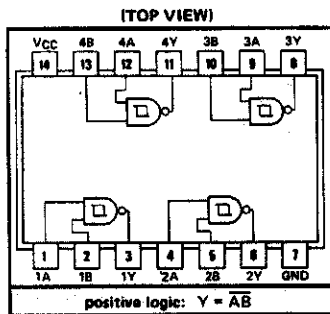 (TOP VIEW)
VCC 4B 4A 4Y 3B 3A 3Y
14 13 12 11 10 9 8
1 2 3 4 5 6 7
1A 1B 1Y 2A 2B 2Y GND
positive logic: Y = A̅B̅